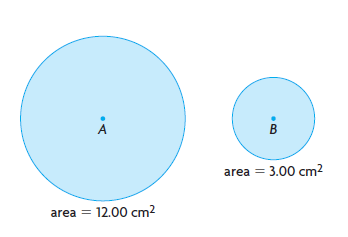 A
B
area = 3.00 cm²
area = 12.00 cm²